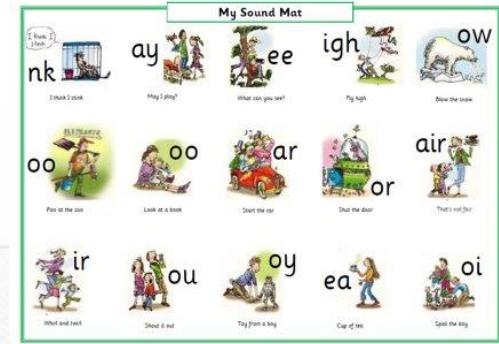 My Sound Mat
I think I
stink
nk
ay
ee
igh
ow
I think I stink
May I play?
What can you see?
Fly high
Blow the snow
oo
oo
ar
or
air
Poo at the zoo
Look at a book
Start the car
Shut the door
That's not fair
ir
ou
oy
ea
oi
Whirl and twirl
Shout it out
Toy from a boy
Cup of tea
Spoil the boy